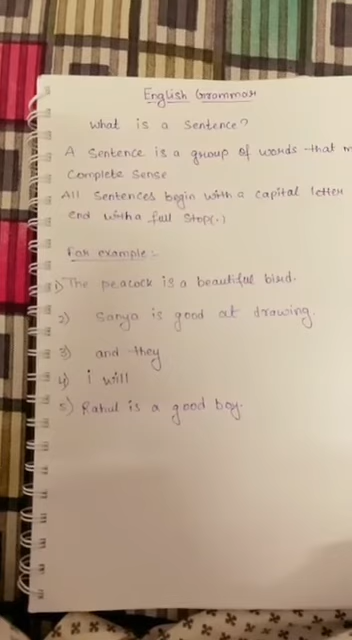 English Grammar
What is a Sentence?
A Sentence is a group of words that m
Complete Sense
All Sentences begin with a capital letter
end with a full stop(.)
For example:-
1) The peacock is a beautiful bird.
2) Sanya is good at drawing.
3) and they
4) i will
5) Rahul is a good boy.